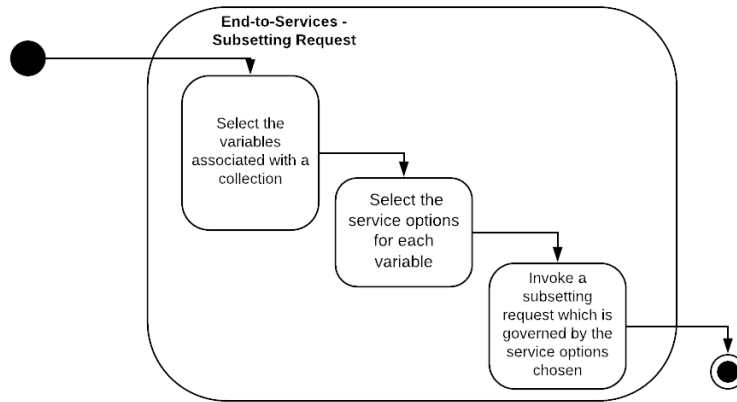 End-to-Services -
Subsetting Request
Select the
variables
associated with a
collection
Select the
service options
for each
variable
Invoke a
subsetting
request which is
governed by the
service options
chosen